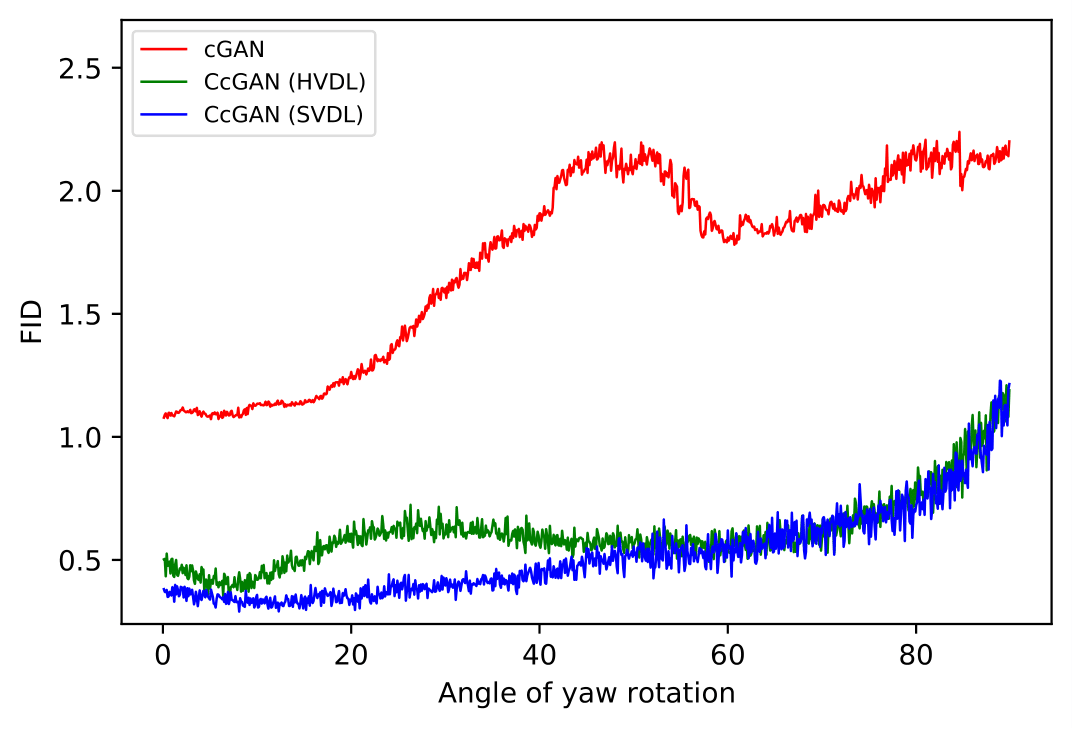 cGAN
CcGAN (HVDL)
CcGAN (SVDL)
2.5
2.0
1.5
1.0
0.5
FID
0 20 40 60 80
Angle of yaw rotation